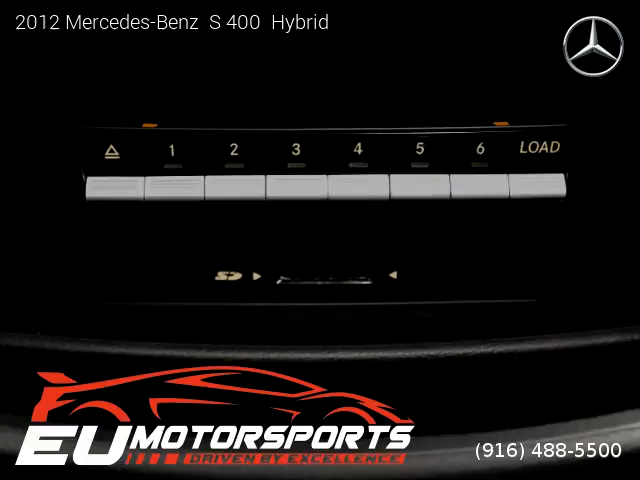 2012 Mercedes-Benz S 400 Hybrid
1 2 3 4 5 6 LOAD
SD
EU MOTORSPORTS
DRIVEN BY EXCELLENCE
(916) 488-5500